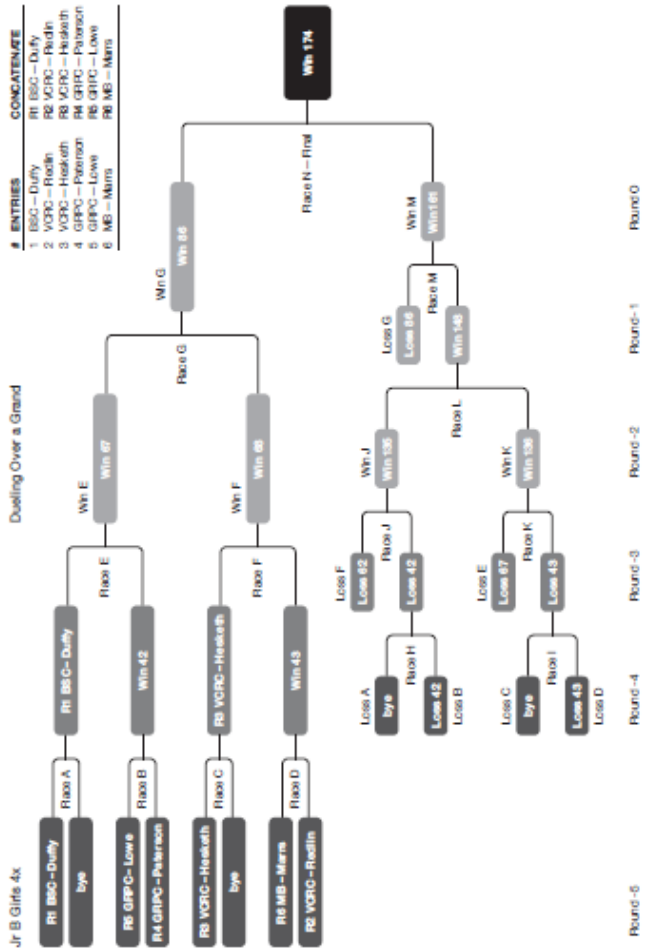 Jr B Girls 4x
Dueling Over a Grand
# ENTRIES CONCATENATE
1 BSC – Duffy R1 BSC – Duffy
2 VCRC – Redlin R2 VCRC – Redlin
3 VCRC – Hesketh R3 VCRC – Hesketh
4 GRPC – Paterson R4 GRPC – Paterson
5 GRPC – Lowe R5 GRPC – Lowe
6 MB – Marrs R6 MB – Marrs
R1 BSC – Duffy
bye
Race A
R5 GRPC – Lowe
R4 GRPC – Paterson
Race B
R3 VCRC – Hesketh
bye
Race C
R6 MB – Marrs
R2 VCRC – Redlin
Race D
R1 BSC – Duffy
Win 42
Race E
R3 VCRC – Hesketh
Win 43
Race F
Win E
Win 67
Win F
Win 68
Race G
Win G
Win 86
Race N – Final
Win 174
Loss A
bye
Race H
Loss 42
Loss B
Loss C
bye
Race I
Loss 43
Loss D
Loss F
Loss 62
Race J
Loss 42
Loss E
Loss 67
Race K
Loss 43
Win J
Win 135
Race L
Win K
Win 136
Loss G
Loss 86
Race M
Win 148
Win M
Win 161
Round -5
Round -4
Round -3
Round -2
Round -1
Round 0